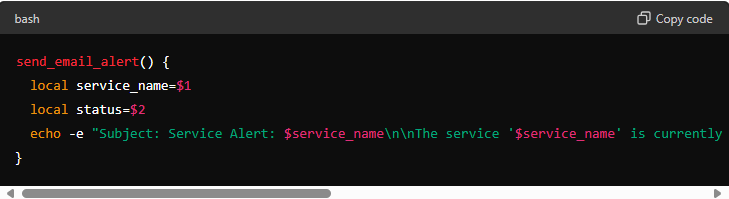 bash
Copy code
send_email_alert() {
  local service_name=$1
  local status=$2
  echo -e "Subject: Service Alert: $service_name\n\nThe service '$service_name' is currently
}